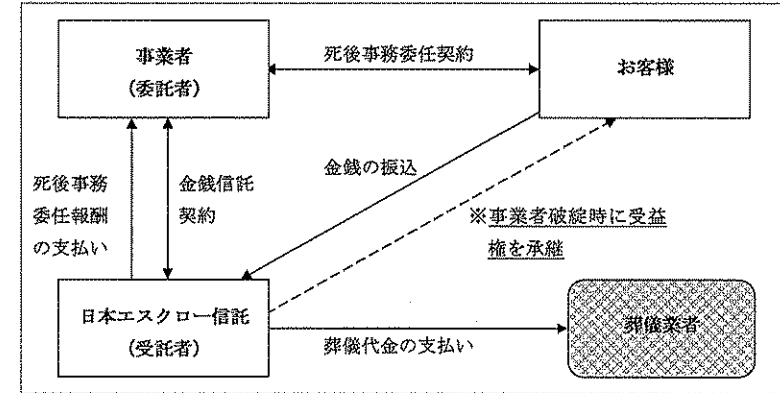 事業者
(委託者)
死後事務委任契約
お客様
死後事務
委任報酬
の支払い
金銭信託
契約
金銭の振込
※事業者破綻時に受益
権を承継
日本エスクロー信託
(受託者)
葬儀代金の支払い
葬儀業者